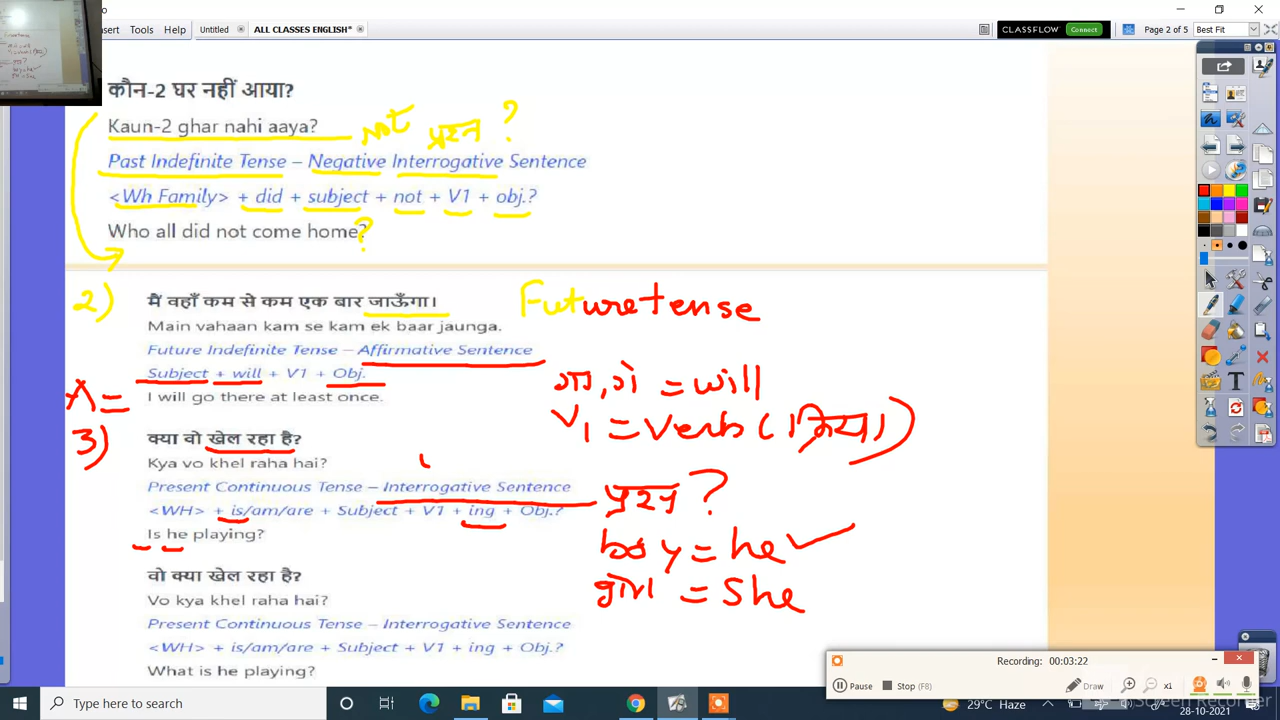 nsert Tools Help Untitled ALL CLASSES ENGLISH* CLASSFLOW Connect Page 2 of 5 Best Fit
कौन-2 घर नहीं आया?
Kaun-2 ghar nahi aaya? not प्रश्न ?
Past Indefinite Tense – Negative Interrogative Sentence
<Wh Family> + did + subject + not + V1 + obj.?
Who all did not come home?
2) मैं वहाँ कम से कम एक बार जाऊँगा। Future tense
Main vahaan kam se kam ek baar jaunga.
Future Indefinite Tense – Affirmative Sentence
Subject + will + V1 + Obj. गा, गे = will
A= I will go there at least once. V1 = Verb (क्रिया)
3) क्या वो खेल रहा है?
Kya vo khel raha hai?
Present Continuous Tense – Interrogative Sentence प्रश्न ?
<WH> + is/am/are + Subject + V1 + ing + Obj.?
Is he playing? boy = he ✓
वो क्या खेल रहा है? girl = She
Vo kya khel raha hai?
Present Continuous Tense – Interrogative Sentence
<WH> + is/am/are + Subject + V1 + ing + Obj.?
What is he playing?
Recording: 00:03:22
Pause Stop (F8) Draw x1
Type here to search 29°C Haze 28-10-2021